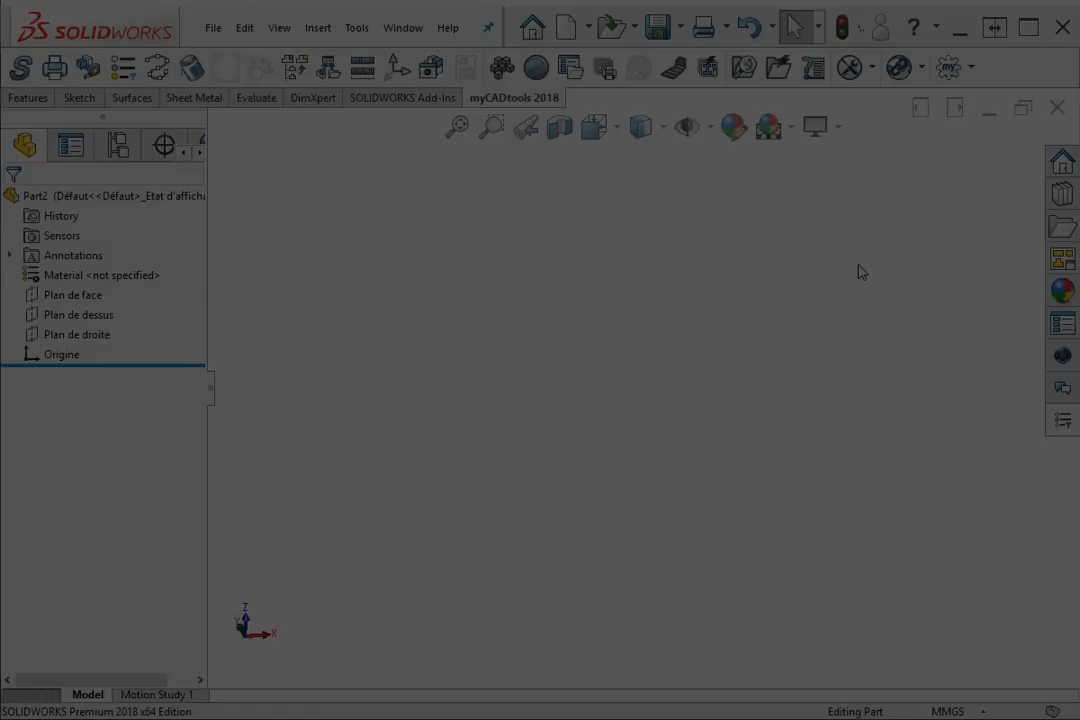 SOLIDWORKS File Edit View Insert Tools Window Help
Features Sketch Surfaces Sheet Metal Evaluate DimXpert SOLIDWORKS Add-Ins myCADtools 2018
Part2 (Défaut<<Défaut>_Etat d'afficha
History
Sensors
Annotations
Material <not specified>
Plan de face
Plan de dessus
Plan de droite
Origine
Z
Y
X
Model Motion Study 1
SOLIDWORKS Premium 2018 x64 Edition Editing Part MMGS